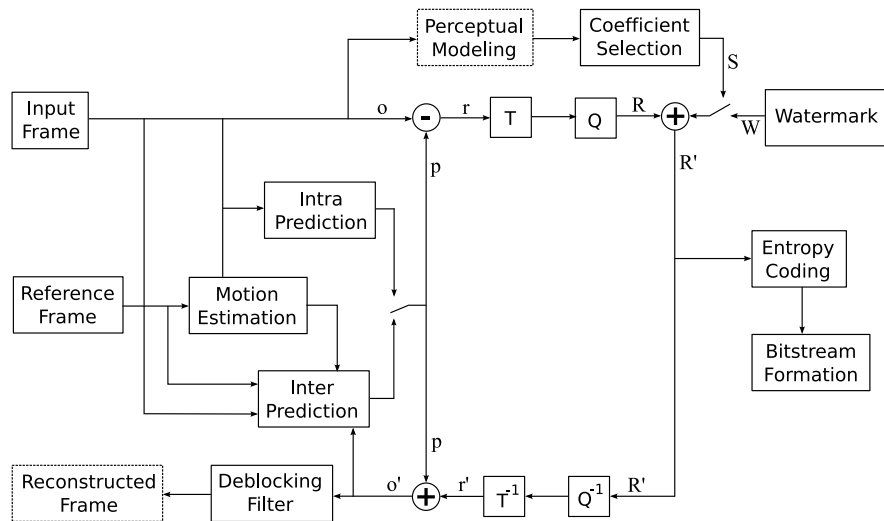 Perceptual
Modeling
Coefficient
Selection
S
Input
Frame
o
-
r
T
Q
R
+
W
Watermark
p
R'
Intra
Prediction
Entropy
Coding
Reference
Frame
Motion
Estimation
Bitstream
Formation
Inter
Prediction
p
Reconstructed
Frame
Deblocking
Filter
o'
+
r'
T⁻¹
Q⁻¹
R'